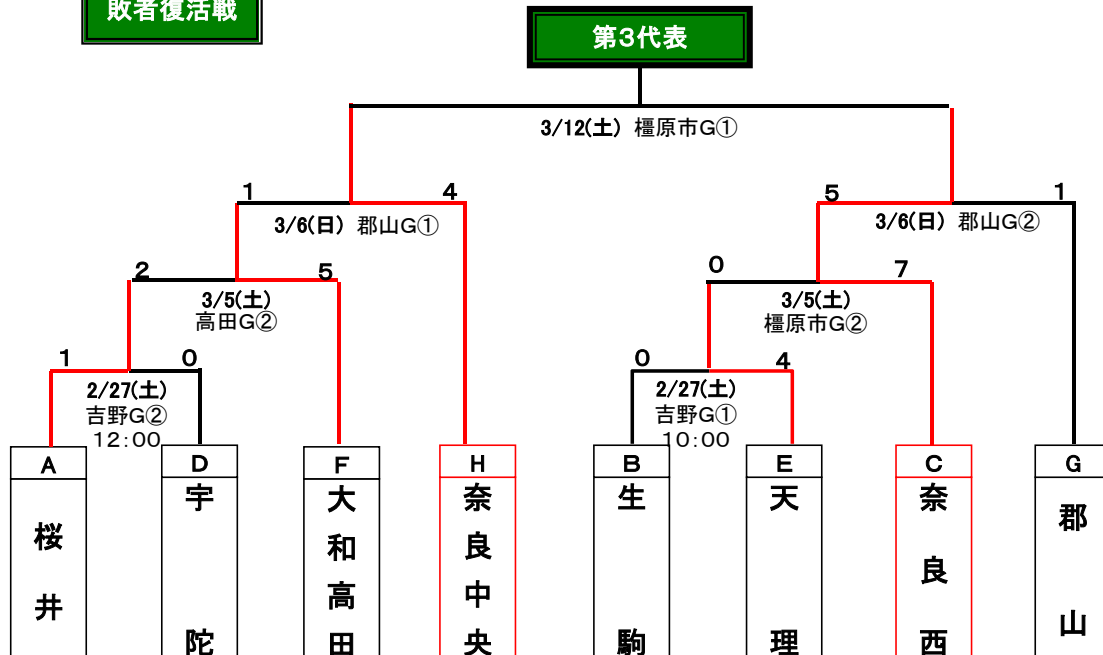 敗者復活戦
第3代表
3/12(土) 橿原市G①
1 4
3/6(日) 郡山G①
5 1
3/6(日) 郡山G②
2 5
3/5(土)
高田G②
0 7
3/5(土)
橿原市G②
1 0
2/27(土)
吉野G②
12:00
0 4
2/27(土)
吉野G①
10:00
A D F H B E C G
桜井
宇陀
大和高田
奈良中央
生駒
天理
奈良西
郡山